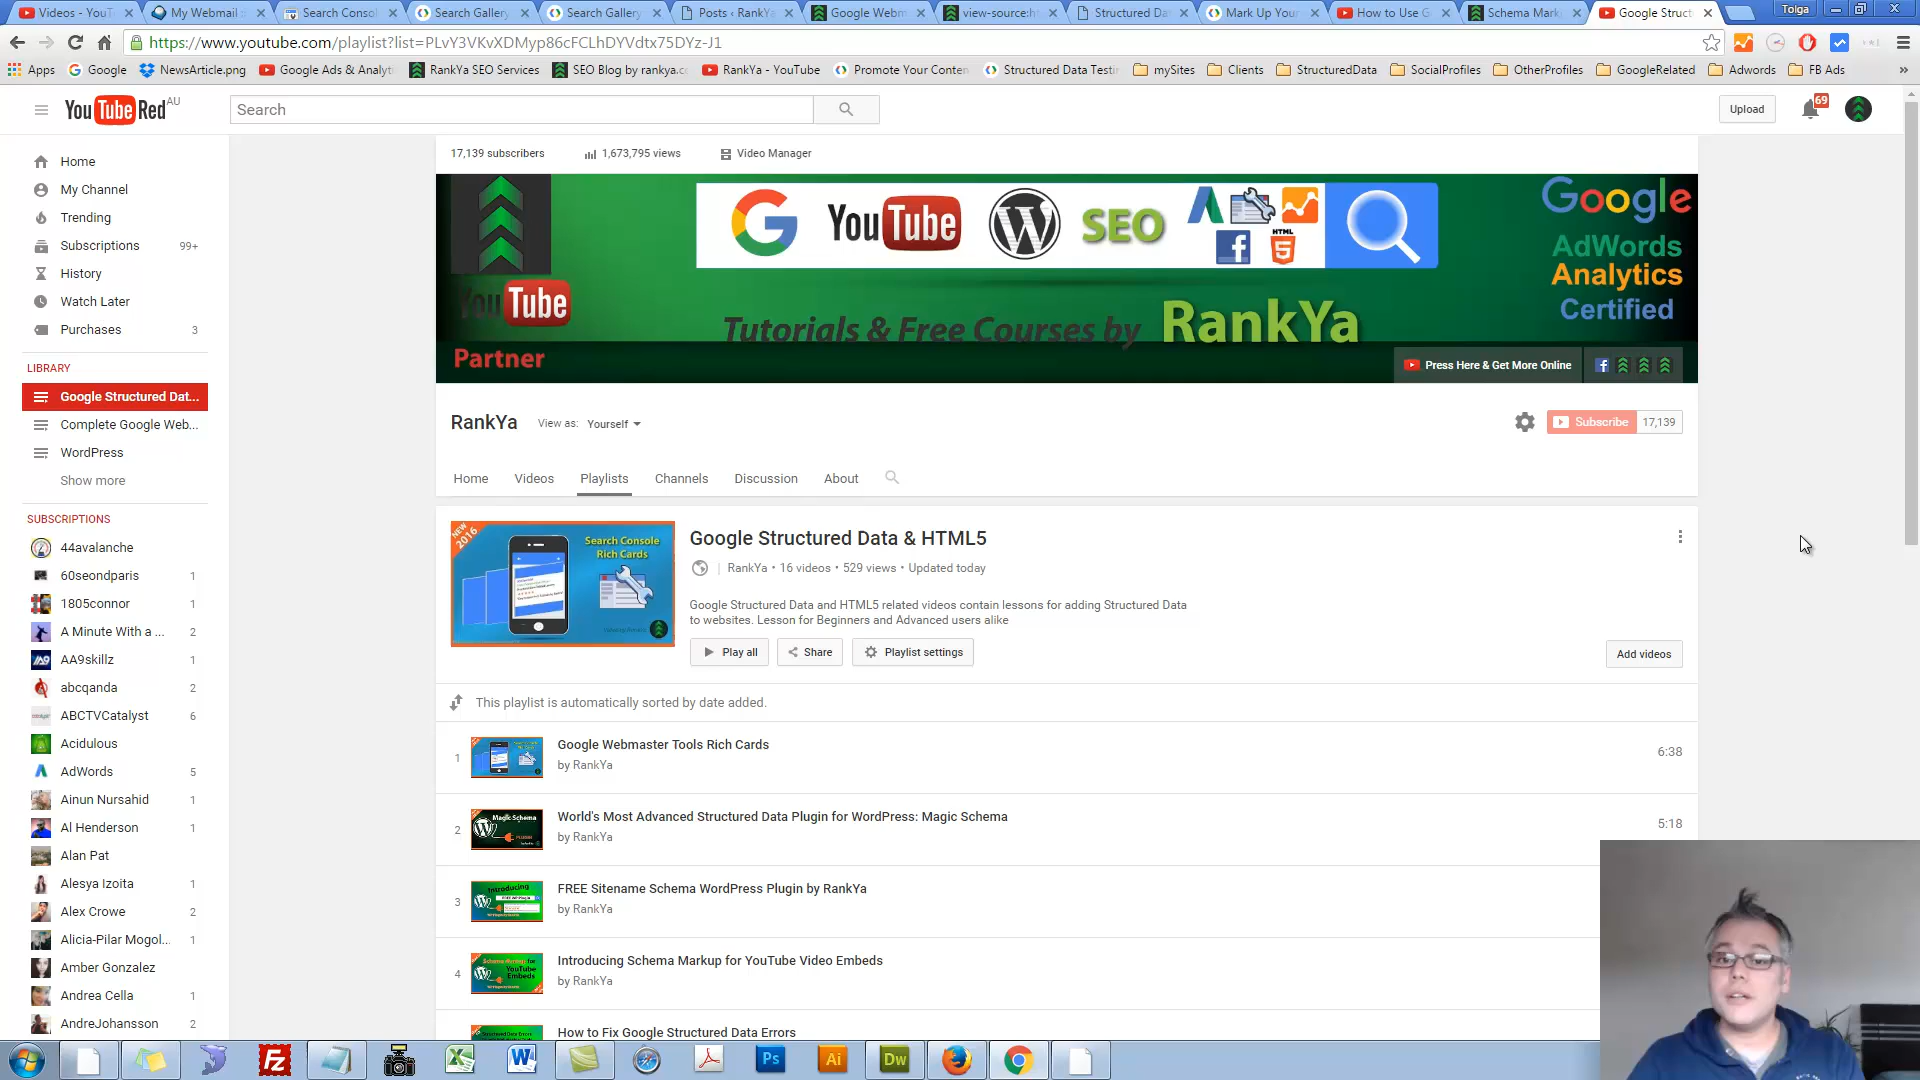 Videos - YouT
My Webmail
Search Conso
Search Gallery
Search Gallery
Posts ‹ RankYa
Google Webm
view-source:h
Structured Da
Mark Up Your
How to Use G
Schema Mark
Google Struct
Tolga
https://www.youtube.com/playlist?list=PLvY3VKvXDMyp86cFCLhDYVdtx75DYz-J1
Apps
Google
NewsArticle.png
Google Ads & Analyti
RankYa SEO Services
SEO Blog by rankya.c
RankYa - YouTube
Promote Your Conten
Structured Data Testi
mySites
Clients
StructuredData
SocialProfiles
OtherProfiles
GoogleRelated
Adwords
FB Ads
»
YouTube Red AU
Search
Upload
69
Home
My Channel
Trending
Subscriptions 99+
History
Watch Later
Purchases 3
LIBRARY
Google Structured Dat...
Complete Google Web...
WordPress
Show more
SUBSCRIPTIONS
44avalanche
60seondparis 1
1805connor 1
A Minute With a ... 2
AA9skillz 1
abcqanda 2
ABCTVCatalyst 6
Acidulous
AdWords 5
Ainun Nursahid 1
Al Henderson 1
Alan Pat
Alesya Izoita 1
Alex Crowe 2
Alicia-Pilar Mogol... 1
Amber Gonzalez
Andrea Cella 1
AndreJohansson 2
17,139 subscribers
1,673,795 views
Video Manager
YouTube
SEO
HTML
5
Google
AdWords
Analytics
Certified
YouTube
Partner
Tutorials & Free Courses by RankYa
Press Here & Get More Online
RankYa
View as: Yourself
Subscribe 17,139
Home
Videos
Playlists
Channels
Discussion
About
NEW 2016
Search Console
Rich Cards
Google Structured Data & HTML5
RankYa • 16 videos • 529 views • Updated today
Google Structured Data and HTML5 related videos contain lessons for adding Structured Data
to websites. Lesson for Beginners and Advanced users alike
Play all
Share
Playlist settings
Add videos
This playlist is automatically sorted by date added.
1
Google Webmaster Tools Rich Cards
by RankYa
6:38
2
Magic Schema
World's Most Advanced Structured Data Plugin for WordPress: Magic Schema
by RankYa
5:18
3
Introducing
FREE Sitename Schema WordPress Plugin by RankYa
by RankYa
4
Introducing Schema Markup for YouTube Video Embeds
by RankYa
How to Fix Google Structured Data Errors
Fz
Ps
Ai
Dw